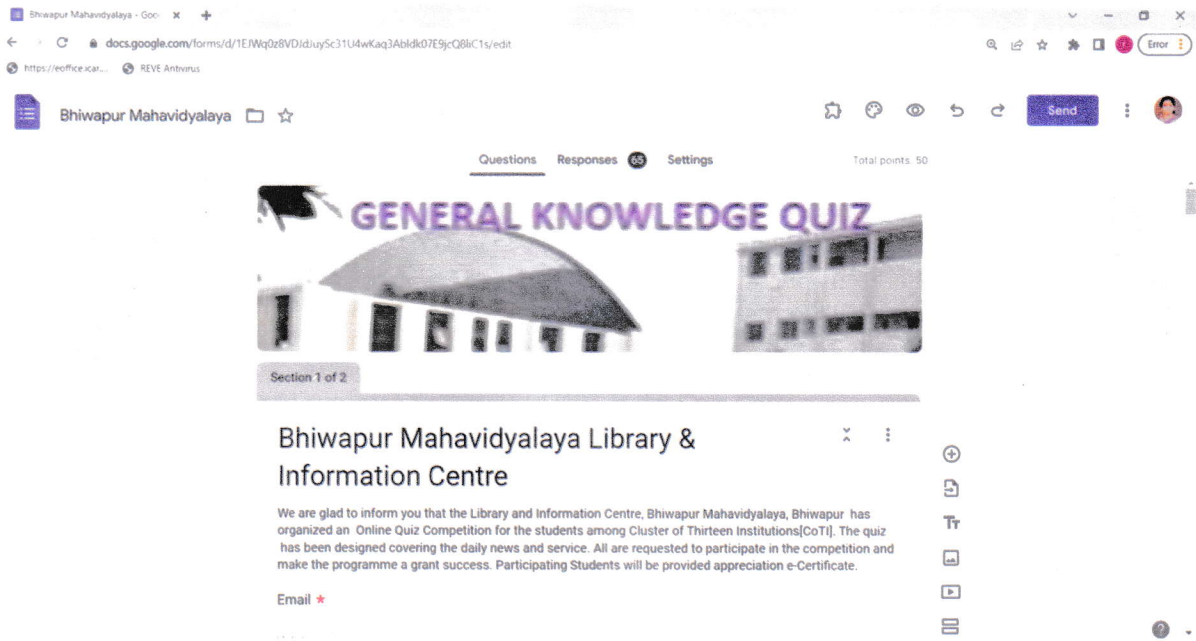 Bhiwapur Mahavidyalaya - Goo
docs.google.com/forms/d/1EJWq0z8VDJdJuySc31U4wKaq3Abldk07E9jcQ8liC1s/edit
Error
https://eoffice.icar....
REVE Antivirus
Bhiwapur Mahavidyalaya
Send
Questions Responses 65 Settings
Total points: 50
GENERAL KNOWLEDGE QUIZ
Section 1 of 2
Bhiwapur Mahavidyalaya Library &
Information Centre
We are glad to inform you that the Library and Information Centre, Bhiwapur Mahavidyalaya, Bhiwapur has
organized an Online Quiz Competition for the students among Cluster of Thirteen Institutions[CoTI]. The quiz
has been designed covering the daily news and service. All are requested to participate in the competition and
make the programme a grant success. Participating Students will be provided appreciation e-Certificate.
Email *